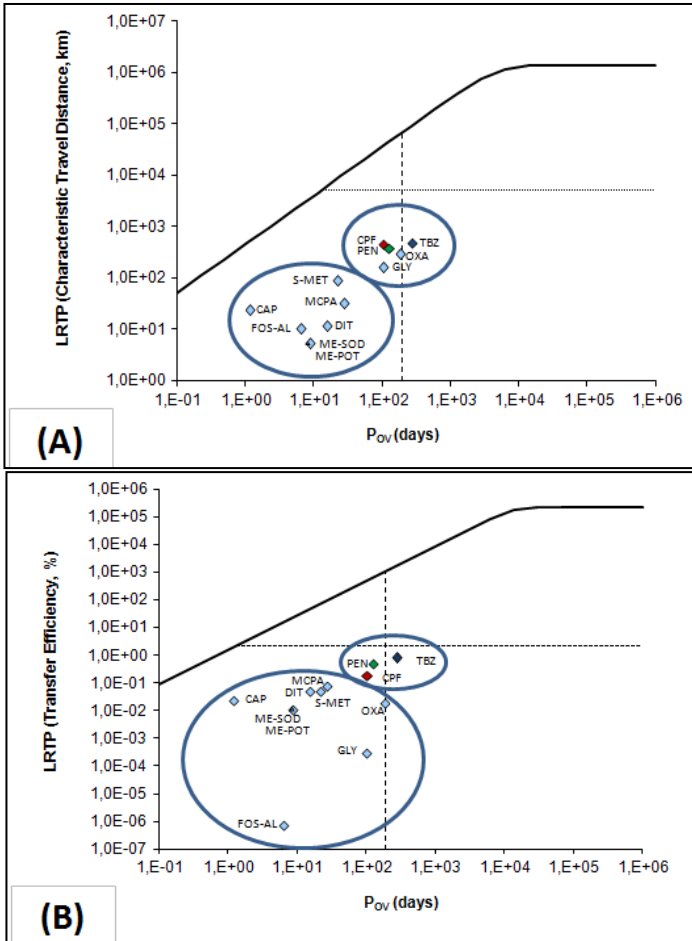 LRTP (Characteristic Travel Distance, km)
1,0E+07
1,0E+06
1,0E+05
1,0E+04
1,0E+03
1,0E+02
1,0E+01
1,0E+00
CPF
TBZ
PEN
OXA
GLY
S-MET
MCPA
CAP
FOS-AL
DIT
ME-SOD
ME-POT
1,E-01 1,E+00 1,E+01 1,E+02 1,E+03 1,E+04 1,E+05 1,E+06
POV (days)
(A)
LRTP (Transfer Efficiency, %)
1,0E+06
1,0E+05
1,0E+04
1,0E+03
1,0E+02
1,0E+01
1,0E+00
1,0E-01
1,0E-02
1,0E-03
1,0E-04
1,0E-05
1,0E-06
1,0E-07
PEN
TBZ
CPF
MCPA
DIT
S-MET
CAP
OXA
ME-SOD
ME-POT
GLY
FOS-AL
1,E-01 1,E+00 1,E+01 1,E+02 1,E+03 1,E+04 1,E+05 1,E+06
POV (days)
(B)